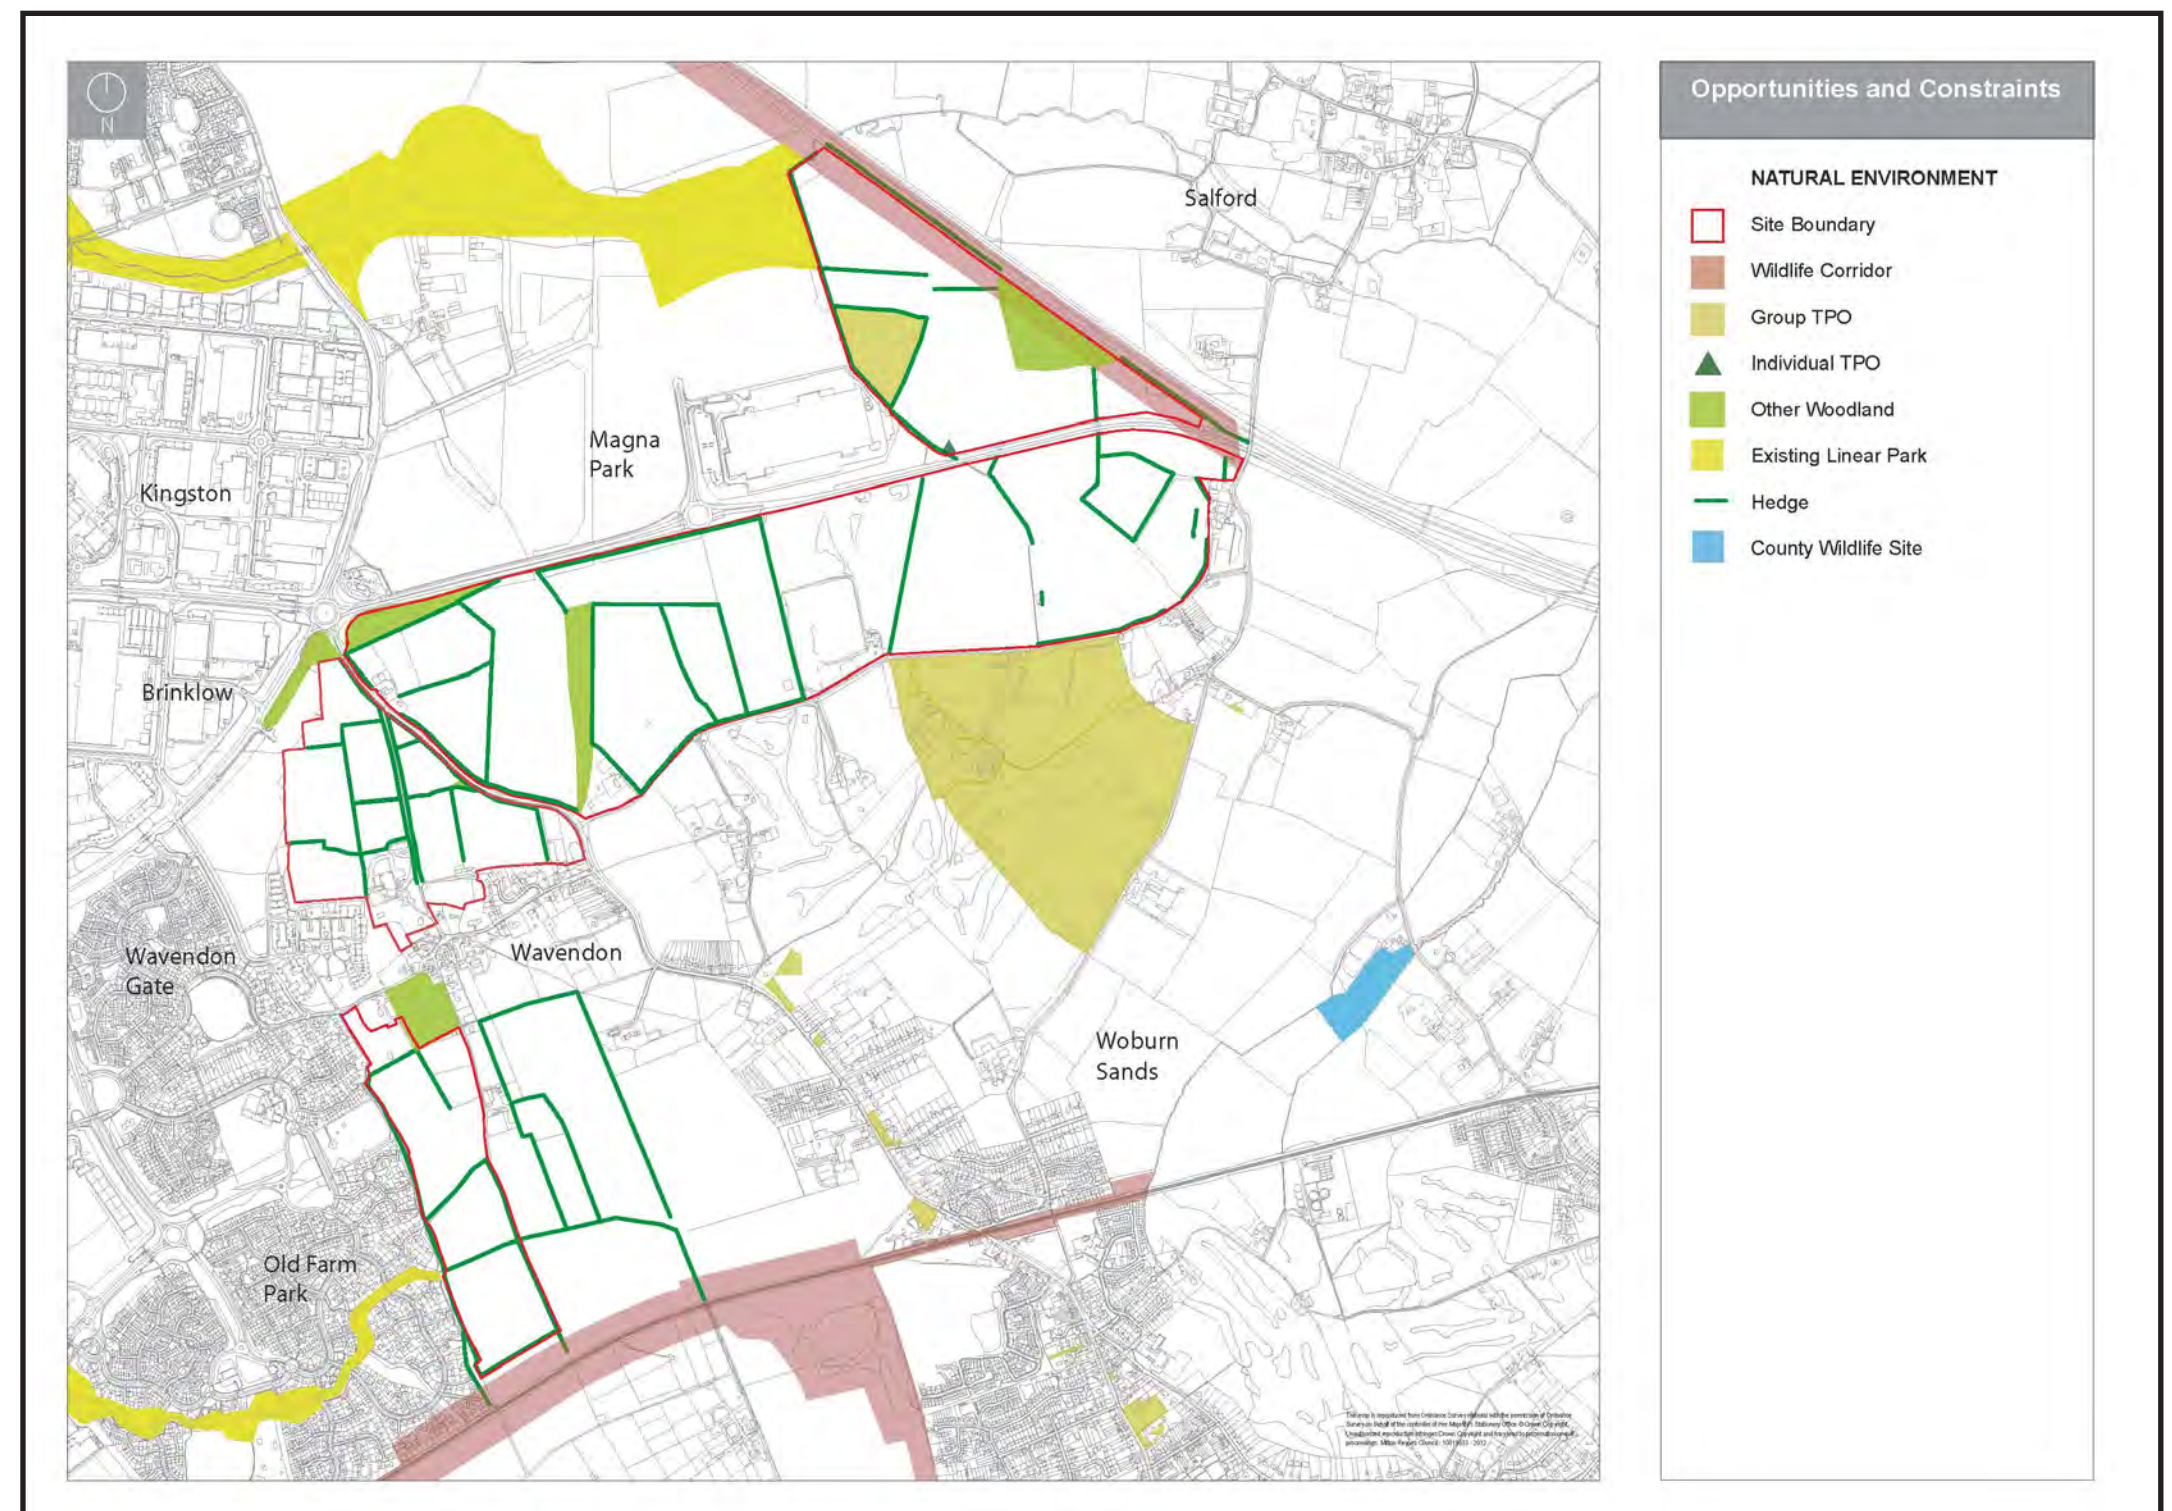 N
Salford
Magna
Park
Kingston
Brinklow
Wavendon
Gate
Wavendon
Woburn
Sands
Old Farm
Park
Opportunities and Constraints
NATURAL ENVIRONMENT
Site Boundary
Wildlife Corridor
Group TPO
Individual TPO
Other Woodland
Existing Linear Park
Hedge
County Wildlife Site